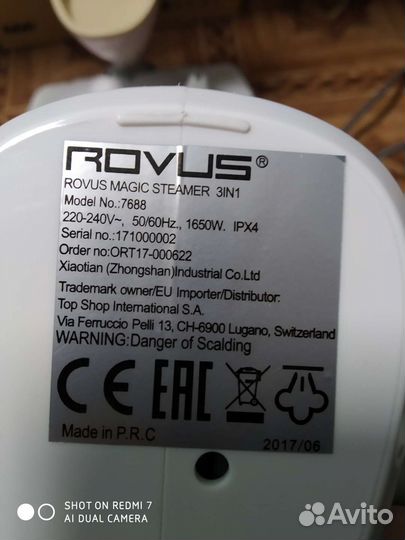 ROVUS®
ROVUS MAGIC STEAMER 3IN1
Model No.:7688
220-240V~, 50/60Hz., 1650W. IPX4
Serial no.:171000002
Order no:ORT17-000622
Xiaotian (Zhongshan)Industrial Co.Ltd
Trademark owner/EU Importer/Distributor:
Top Shop International S.A.
Via Ferruccio Pelli 13, CH-6900 Lugano, Switzerland
WARNING:Danger of Scalding
CE EAC
Made in P.R.C
2017/06
SHOT ON REDMI 7
AI DUAL CAMERA
Avito